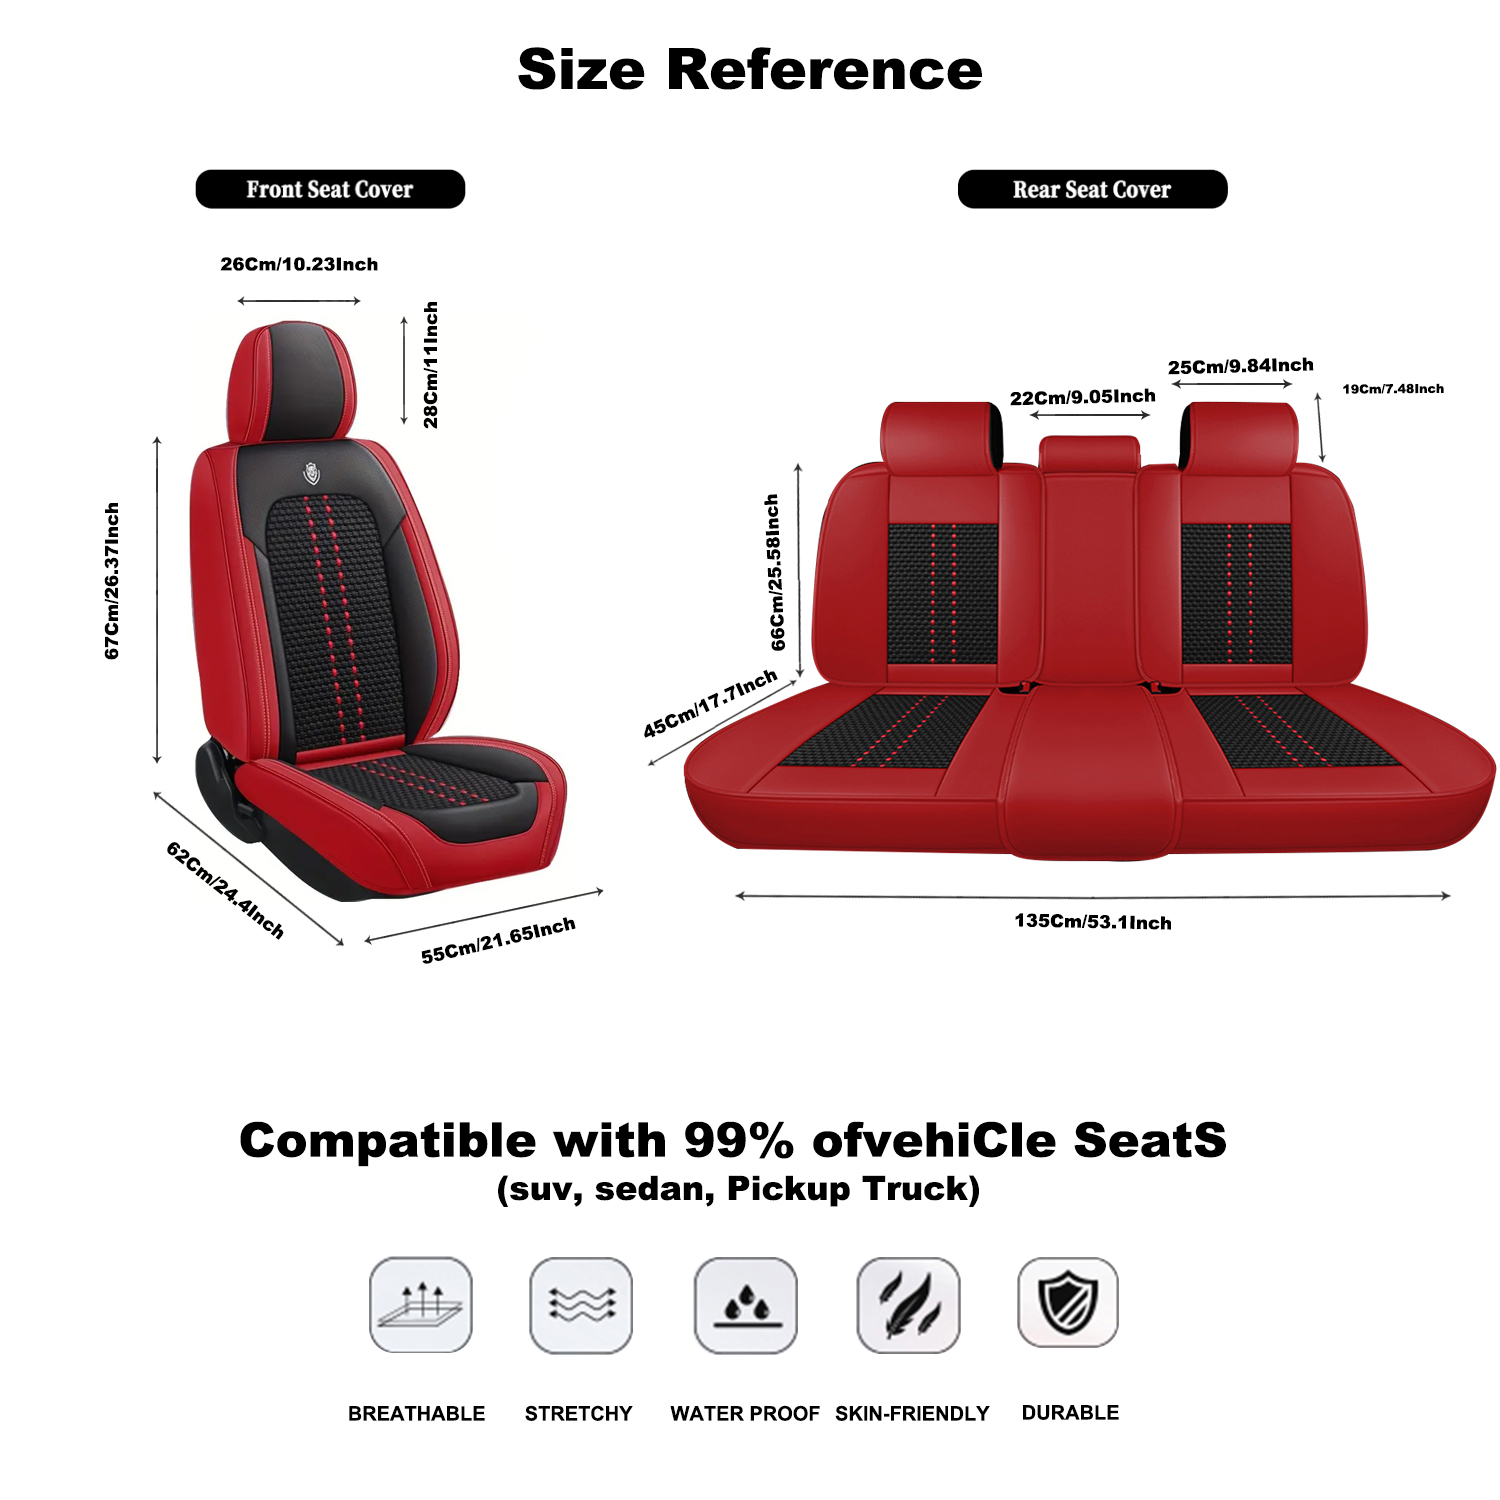 Size Reference
Front Seat Cover
Rear Seat Cover
26Cm/10.23Inch
28Cm/11Inch
67Cm/26.37Inch
62Cm/24.4Inch
55Cm/21.65Inch
25Cm/9.84Inch
19Cm/7.48Inch
22Cm/9.05Inch
66Cm/25.58Inch
45Cm/17.7Inch
135Cm/53.1Inch
Compatible with 99% ofvehiCle SeatS
(suv, sedan, Pickup Truck)
BREATHABLE
STRETCHY
WATER PROOF
SKIN-FRIENDLY
DURABLE